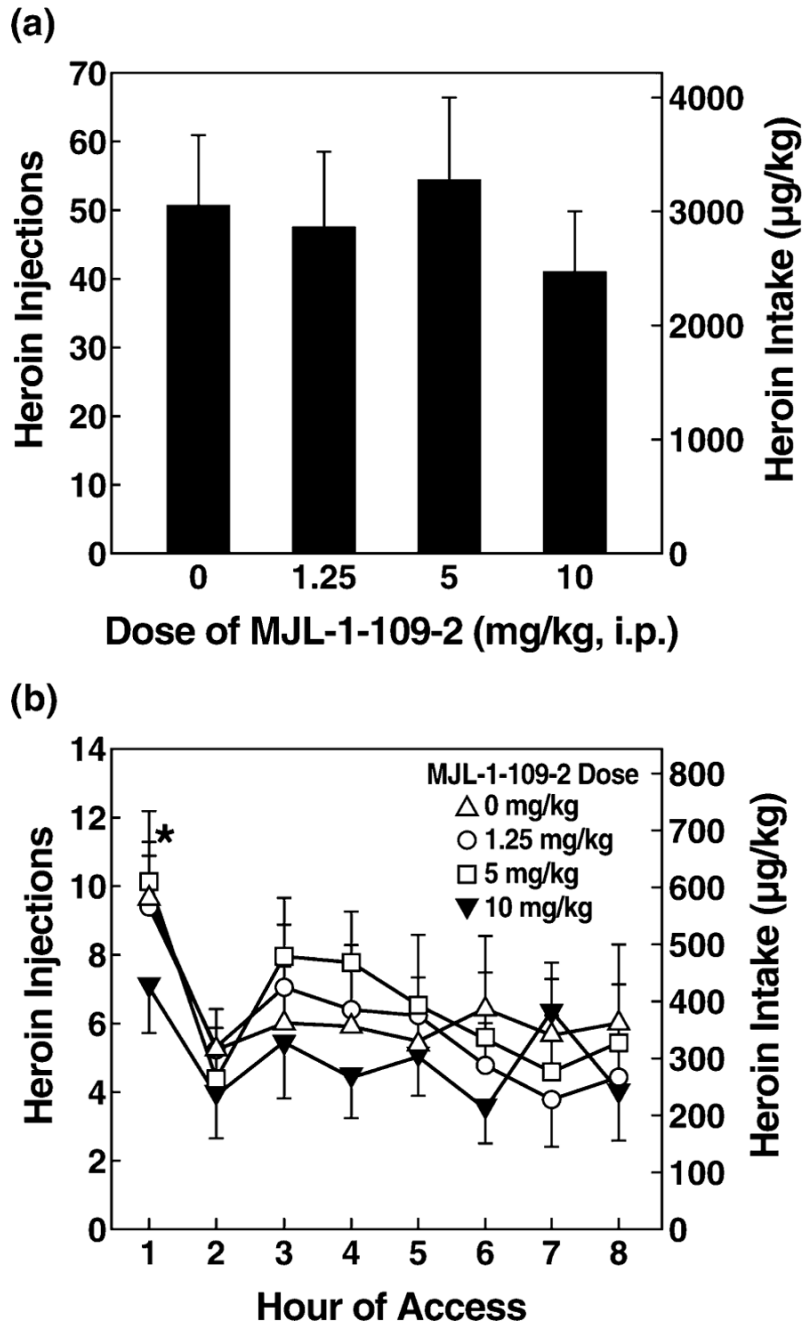 (a)
Heroin Injections
70
60
50
40
30
20
10
0
4000
3000
2000
1000
0
Heroin Intake (µg/kg)
0 1.25 5 10
Dose of MJL-1-109-2 (mg/kg, i.p.)
(b)
Heroin Injections
14
12
10
8
6
4
2
0
*
MJL-1-109-2 Dose
0 mg/kg
1.25 mg/kg
5 mg/kg
10 mg/kg
800
700
600
500
400
300
200
100
0
Heroin Intake (µg/kg)
1 2 3 4 5 6 7 8
Hour of Access